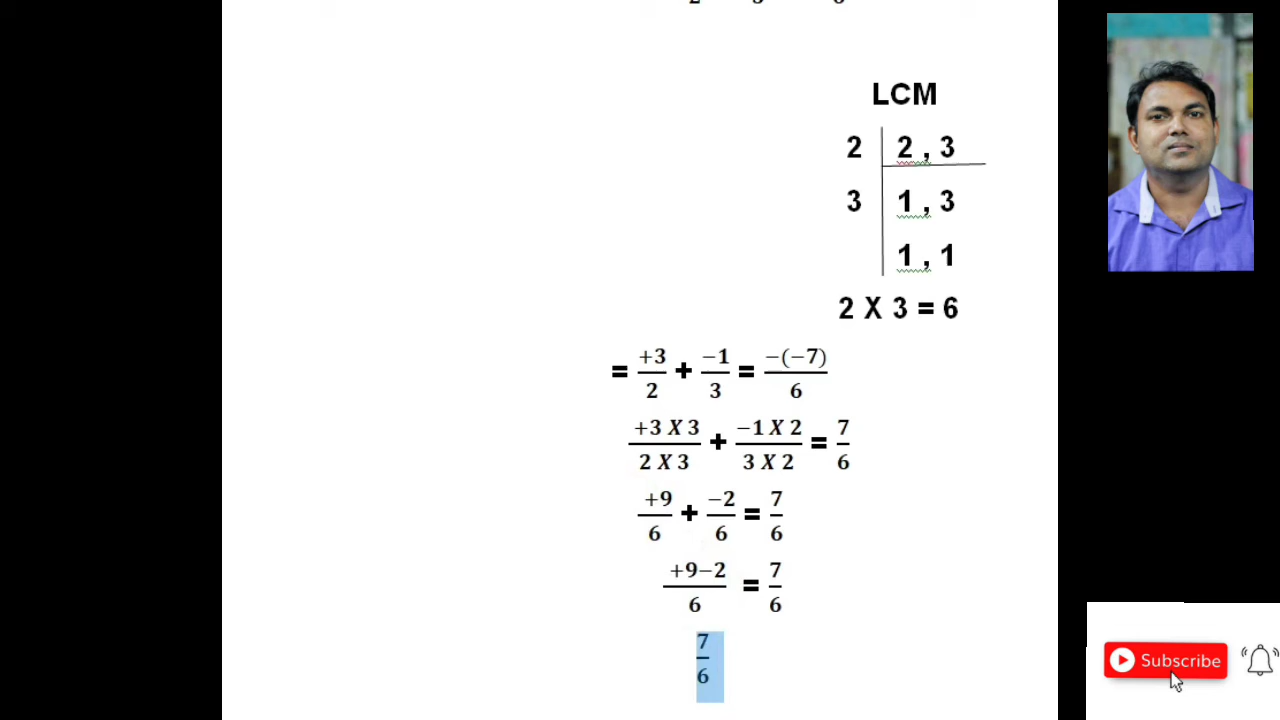 LCM
2 | 2 , 3
3 | 1 , 3
1 , 1
2 X 3 = 6
= +3/2 + -1/3 = -(-7)/6
+3 X 3/2 X 3 + -1 X 2/3 X 2 = 7/6
+9/6 + -2/6 = 7/6
+9-2/6 = 7/6
7/6
Subscribe